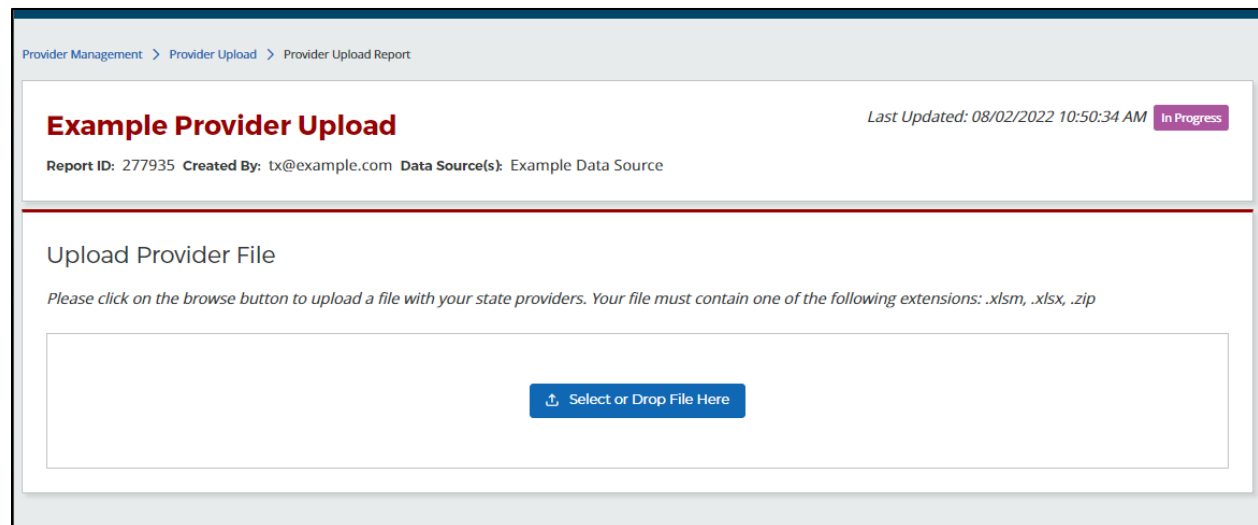 Provider Management > Provider Upload > Provider Upload Report
Example Provider Upload
Last Updated: 08/02/2022 10:50:34 AM In Progress
Report ID: 277935 Created By: tx@example.com Data Source(s): Example Data Source
Upload Provider File
Please click on the browse button to upload a file with your state providers. Your file must contain one of the following extensions: .xlsm, .xlsx, .zip
Select or Drop File Here